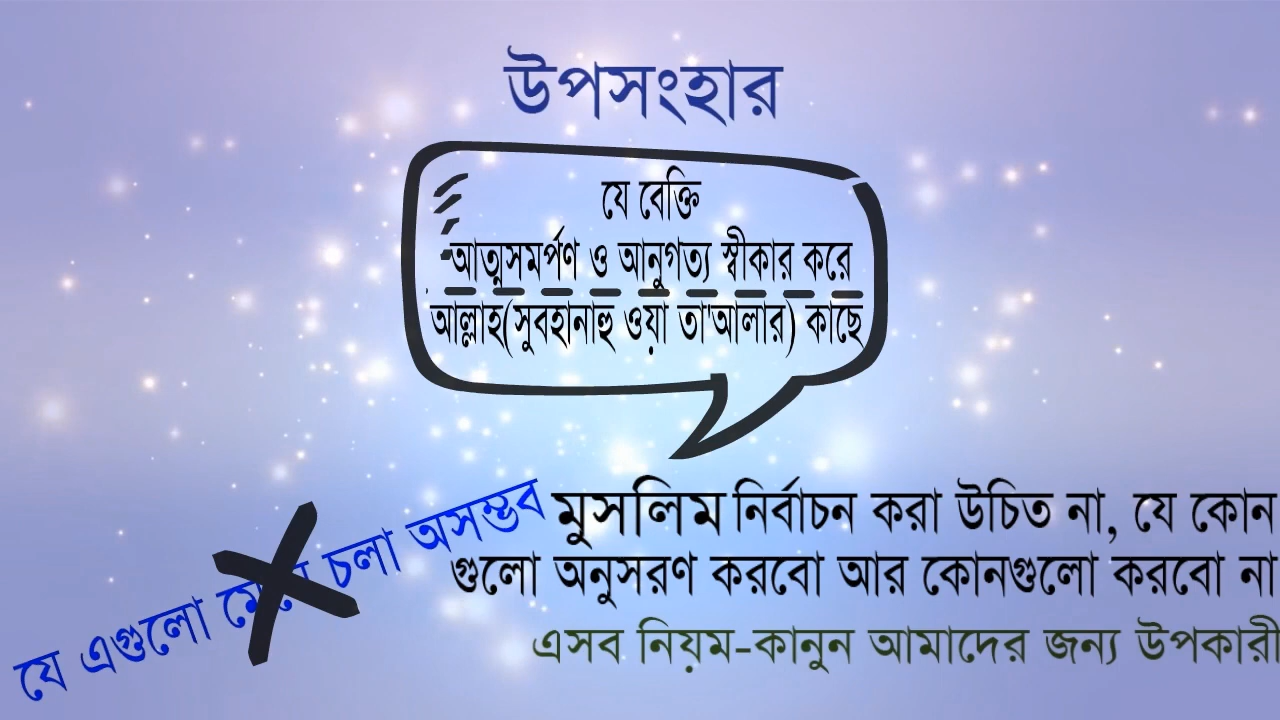 উপসংহার
যে বেক্তি
আত্নসমর্পণ ও আনুগত্য স্বীকার করে
আল্লাহ(সুবহানাহু ওয়া তা'আলার) কাছে
মুসলিম নির্বাচন করা উচিত না, যে কোন
গুলো অনুসরণ করবো আর কোনগুলো করবো না
যে এগুলো চলা অসম্ভব
এসব নিয়ম-কানুন আমাদের জন্য উপকারী